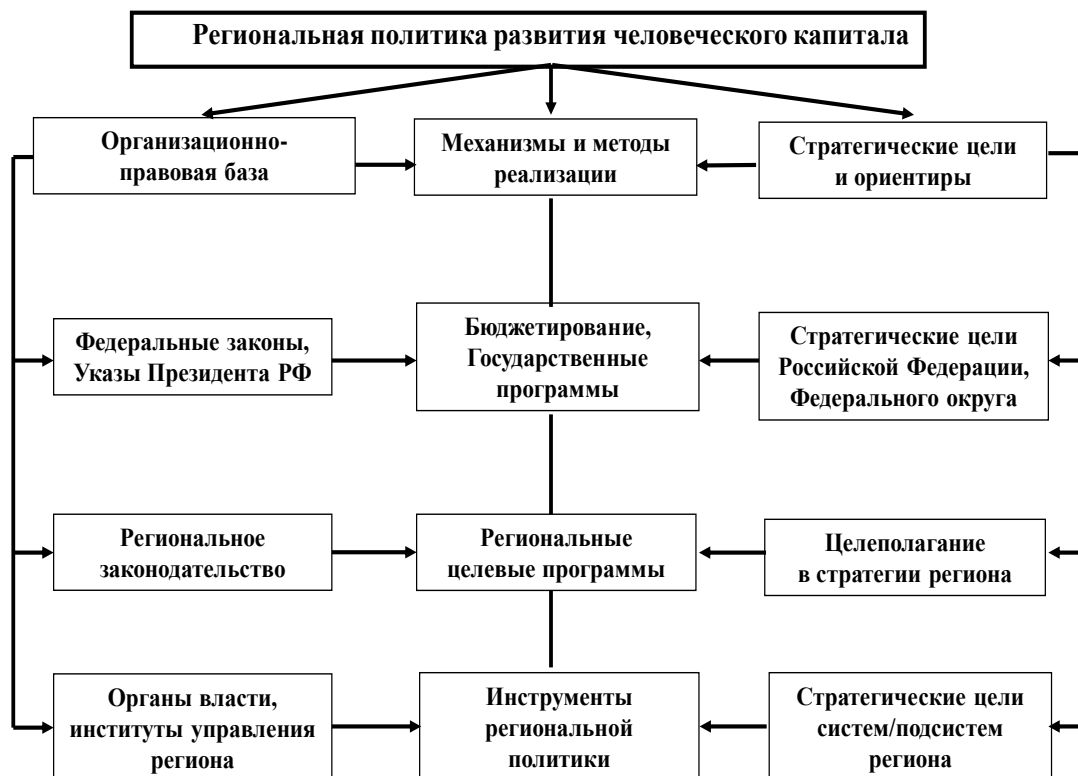 Региональная политика развития человеческого капитала
Организационно-
правовая база
Механизмы и методы
реализации
Стратегические цели
и ориентиры
Федеральные законы,
Указы Президента РФ
Бюджетирование,
Государственные
программы
Стратегические цели
Российской Федерации,
Федерального округа
Региональное
законодательство
Региональные
целевые программы
Целеполагание
в стратегии региона
Органы власти,
институты управления
региона
Инструменты
региональной
политики
Стратегические цели
систем/подсистем
региона